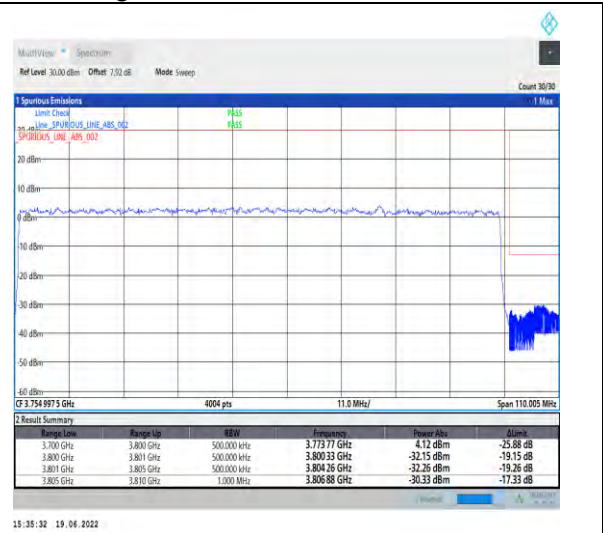 MultiView Spectrum
Ref Level 30.00 dBm Offset 7.92 dB Mode Sweep
Count 30/30
1 Spurious Emissions 1 Max
Limit Check PASS
Line _SPURIOUS_LINE_ABS_002 PASS
_SPURIOUS_LINE_ABS_002
20 dBm
10 dBm
0 dBm
-10 dBm
-20 dBm
-30 dBm
-40 dBm
-50 dBm
-60 dBm
CF 3.754 997 5 GHz 4004 pts 11.0 MHz/ Span 110.005 MHz
2 Result Summary
Range Low Range Up RBW Frequency Power Abs ΔLimit
3.700 GHz 3.800 GHz 500.000 kHz 3.773 77 GHz 4.12 dBm -25.88 dB
3.800 GHz 3.801 GHz 500.000 kHz 3.800 33 GHz -32.15 dBm -19.15 dB
3.801 GHz 3.805 GHz 500.000 kHz 3.804 26 GHz -32.26 dBm -19.26 dB
3.805 GHz 3.810 GHz 1.000 MHz 3.806 88 GHz -30.33 dBm -17.33 dB
15:35:32 19.06.2022